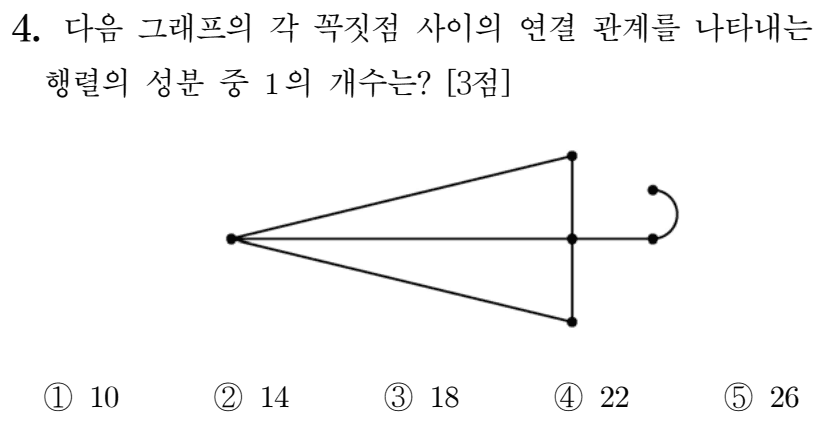 4. 다음 그래프의 각 꼭짓점 사이의 연결 관계를 나타내는
행렬의 성분 중 1의 개수는? [3점]
① 10 ② 14 ③ 18 ④ 22 ⑤ 26